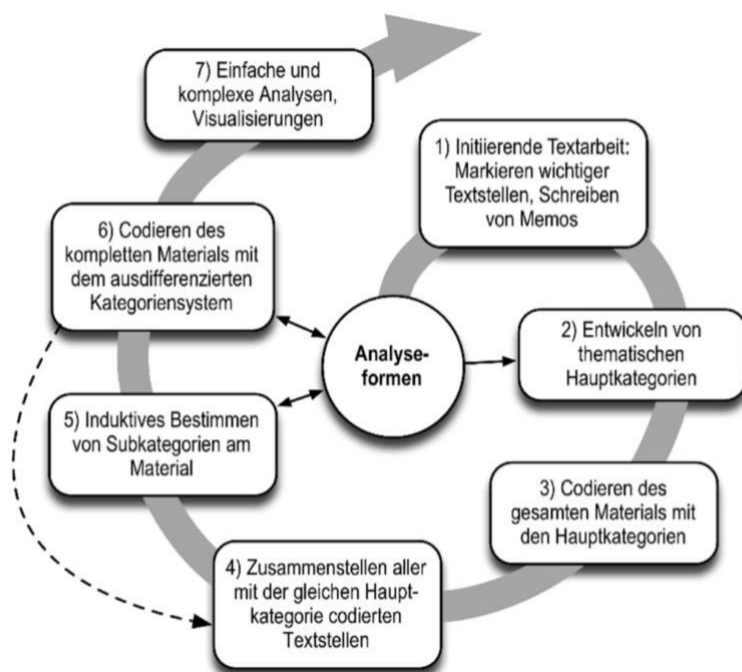 7) Einfache und
komplexe Analysen,
Visualisierungen
1) Initiierende Textarbeit:
Markieren wichtiger
Textstellen, Schreiben
von Memos
6) Codieren des
kompletten Materials mit
dem ausdifferenzierten
Kategoriensystem
Analyse-
formen
2) Entwickeln von
thematischen
Hauptkategorien
5) Induktives Bestimmen
von Subkategorien am
Material
3) Codieren des
gesamten Materials mit
den Hauptkategorien
4) Zusammenstellen aller
mit der gleichen Haupt-
kategorie codierten
Textstellen